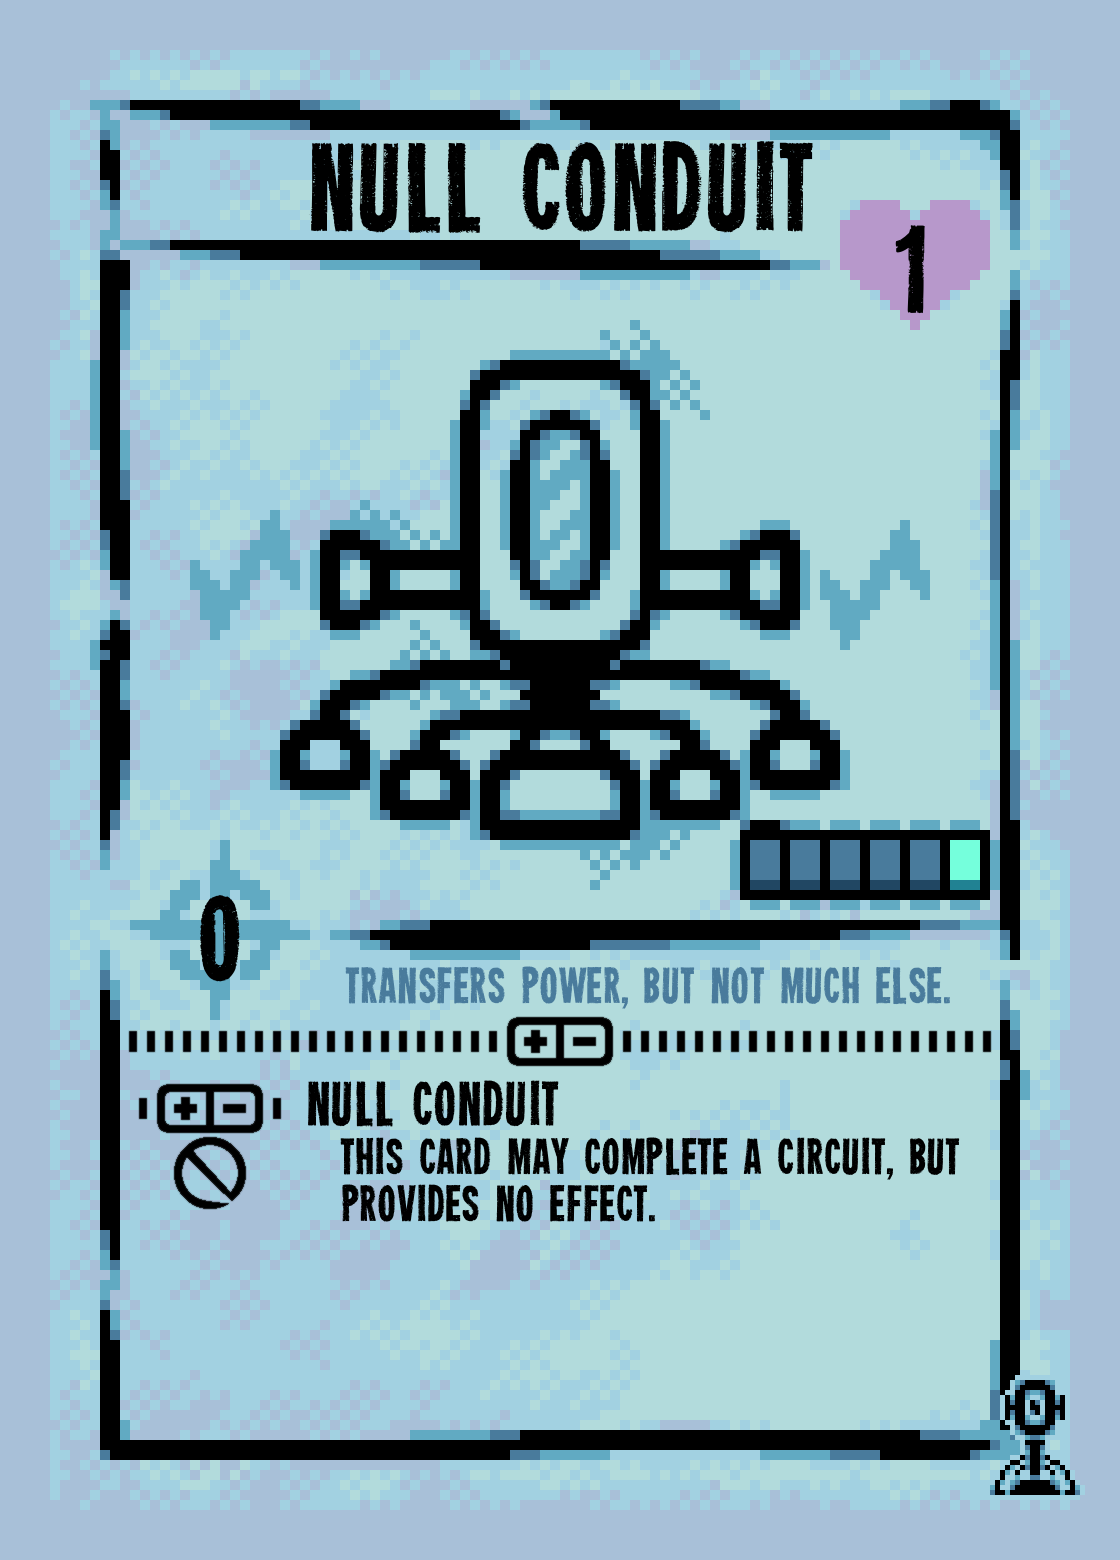 NULL CONDUIT
1
0
TRANSFERS POWER, BUT NOT MUCH ELSE.
NULL CONDUIT
THIS CARD MAY COMPLETE A CIRCUIT, BUT
PROVIDES NO EFFECT.